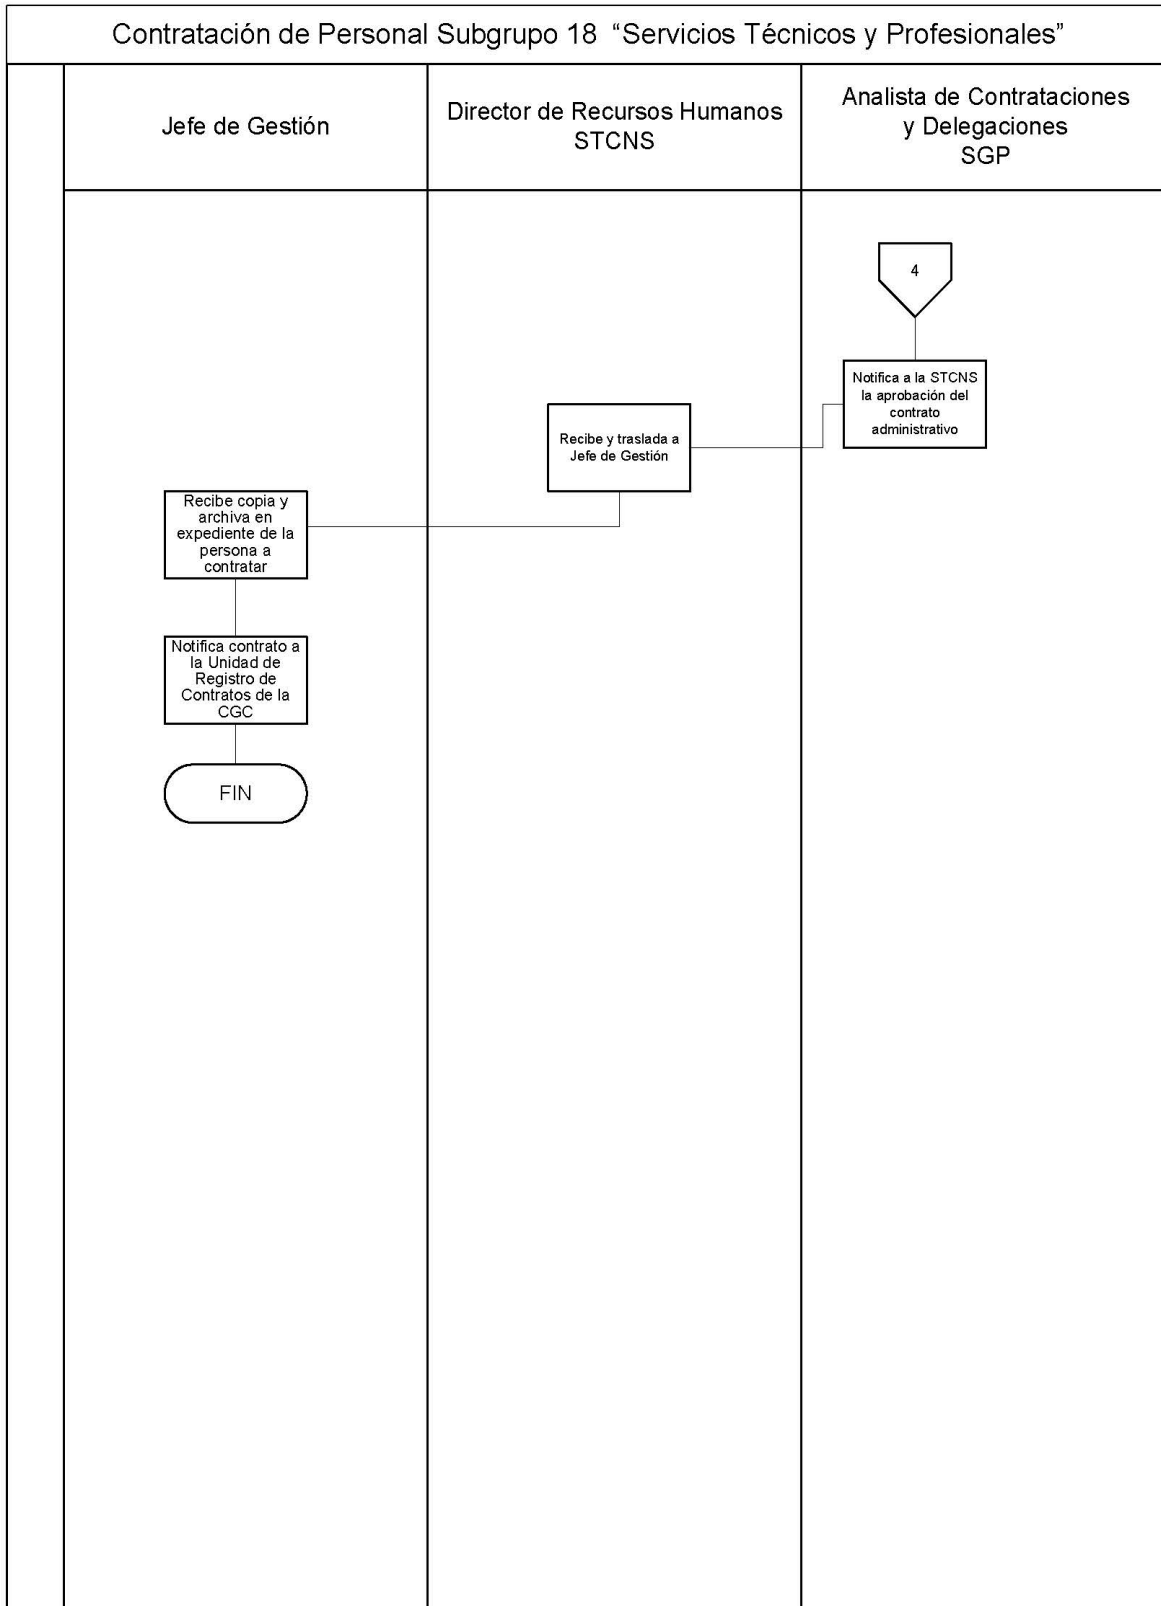 Contratación de Personal Subgrupo 18 “Servicios Técnicos y Profesionales”
Jefe de Gestión
Director de Recursos Humanos
STCNS
Analista de Contrataciones
y Delegaciones
SGP
4
Notifica a la STCNS
la aprobación del
contrato
administrativo
Recibe y traslada a
Jefe de Gestión
Recibe copia y
archiva en
expediente de la
persona a
contratar
Notifica contrato a
la Unidad de
Registro de
Contratos de la
CGC
FIN